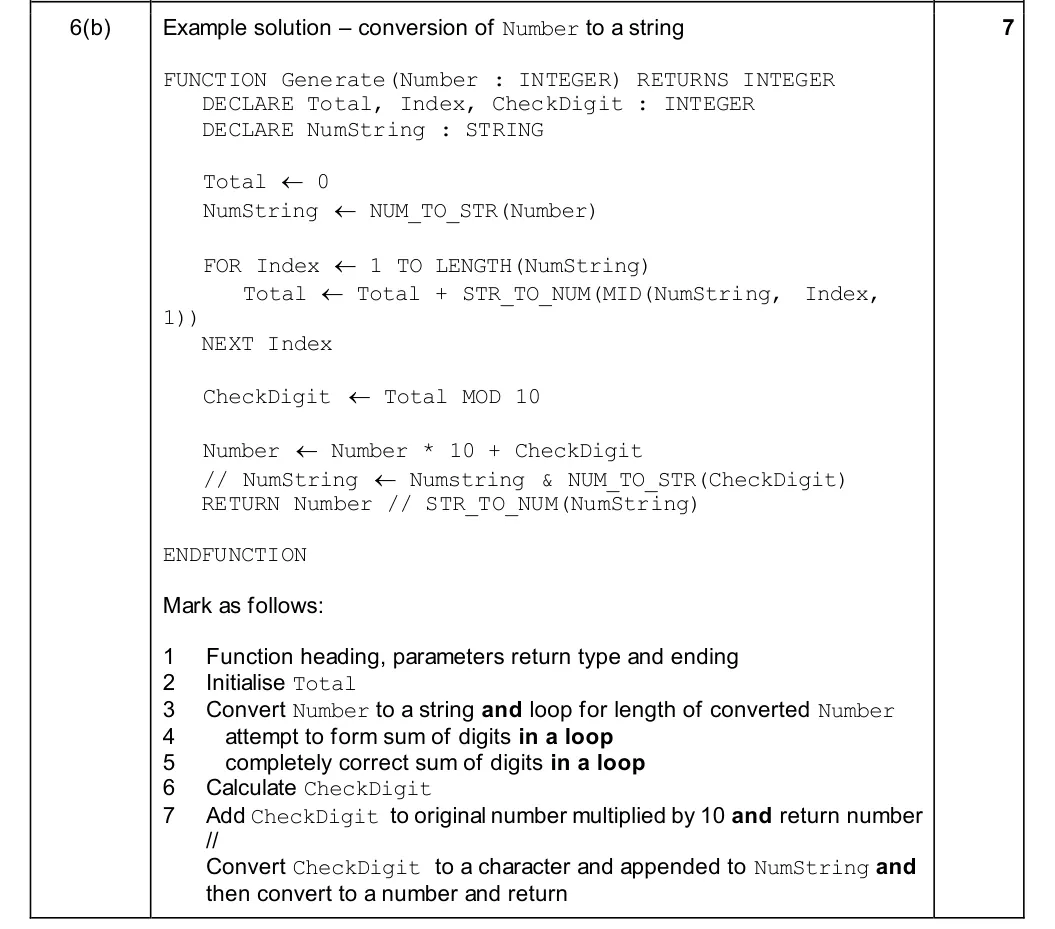 6(b) Example solution – conversion of Number to a string 7
FUNCTION Generate(Number : INTEGER) RETURNS INTEGER
DECLARE Total, Index, CheckDigit : INTEGER
DECLARE NumString : STRING
Total ← 0
NumString ← NUM_TO_STR(Number)
FOR Index ← 1 TO LENGTH(NumString)
Total ← Total + STR_TO_NUM(MID(NumString, Index,
1))
NEXT Index
CheckDigit ← Total MOD 10
Number ← Number * 10 + CheckDigit
// NumString ← Numstring & NUM_TO_STR(CheckDigit)
RETURN Number // STR_TO_NUM(NumString)
ENDFUNCTION
Mark as follows:
1 Function heading, parameters return type and ending
2 Initialise Total
3 Convert Number to a string and loop for length of converted Number
4 attempt to form sum of digits in a loop
5 completely correct sum of digits in a loop
6 Calculate CheckDigit
7 Add CheckDigit to original number multiplied by 10 and return number
//
Convert CheckDigit to a character and appended to NumString and
then convert to a number and return